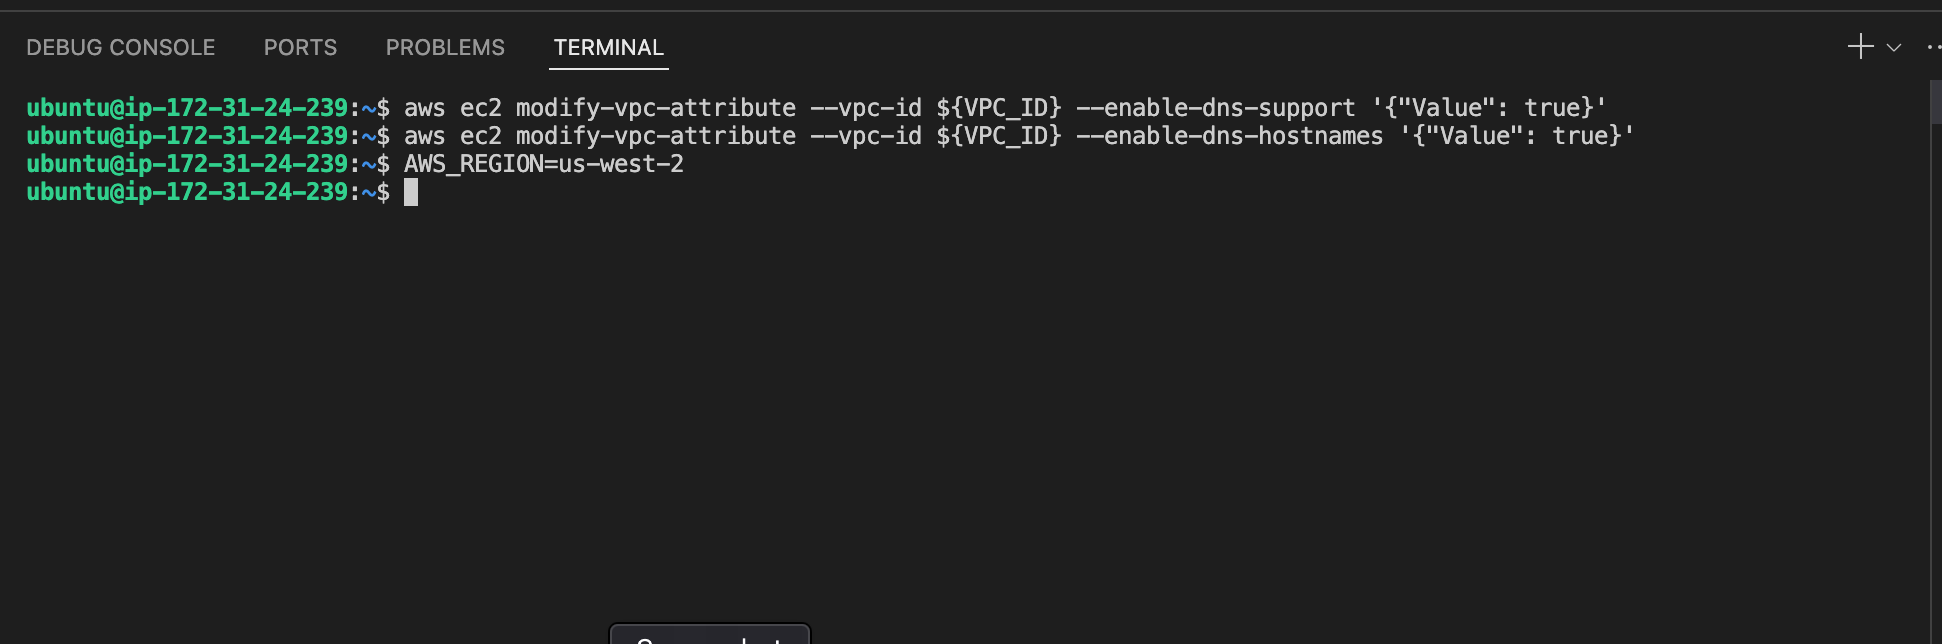 DEBUG CONSOLE PORTS PROBLEMS TERMINAL
ubuntu@ip-172-31-24-239:~$ aws ec2 modify-vpc-attribute --vpc-id ${VPC_ID} --enable-dns-support '{"Value": true}'
ubuntu@ip-172-31-24-239:~$ aws ec2 modify-vpc-attribute --vpc-id ${VPC_ID} --enable-dns-hostnames '{"Value": true}'
ubuntu@ip-172-31-24-239:~$ AWS_REGION=us-west-2
ubuntu@ip-172-31-24-239:~$